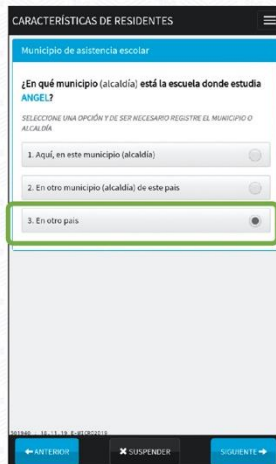 CARACTERÍSTICAS DE RESIDENTES
Municipio de asistencia escolar
¿En qué municipio (alcaldía) está la escuela donde estudia
ANGEL?
SELECCIONE UNA OPCIÓN Y DE SER NECESARIO REGISTRE EL MUNICIPIO O
ALCALDÍA
1. Aquí, en este municipio (alcaldía)
2. En otro municipio (alcaldía) de este país
3. En otro país
ANTERIOR
SUSPENDER
SIGUIENTE